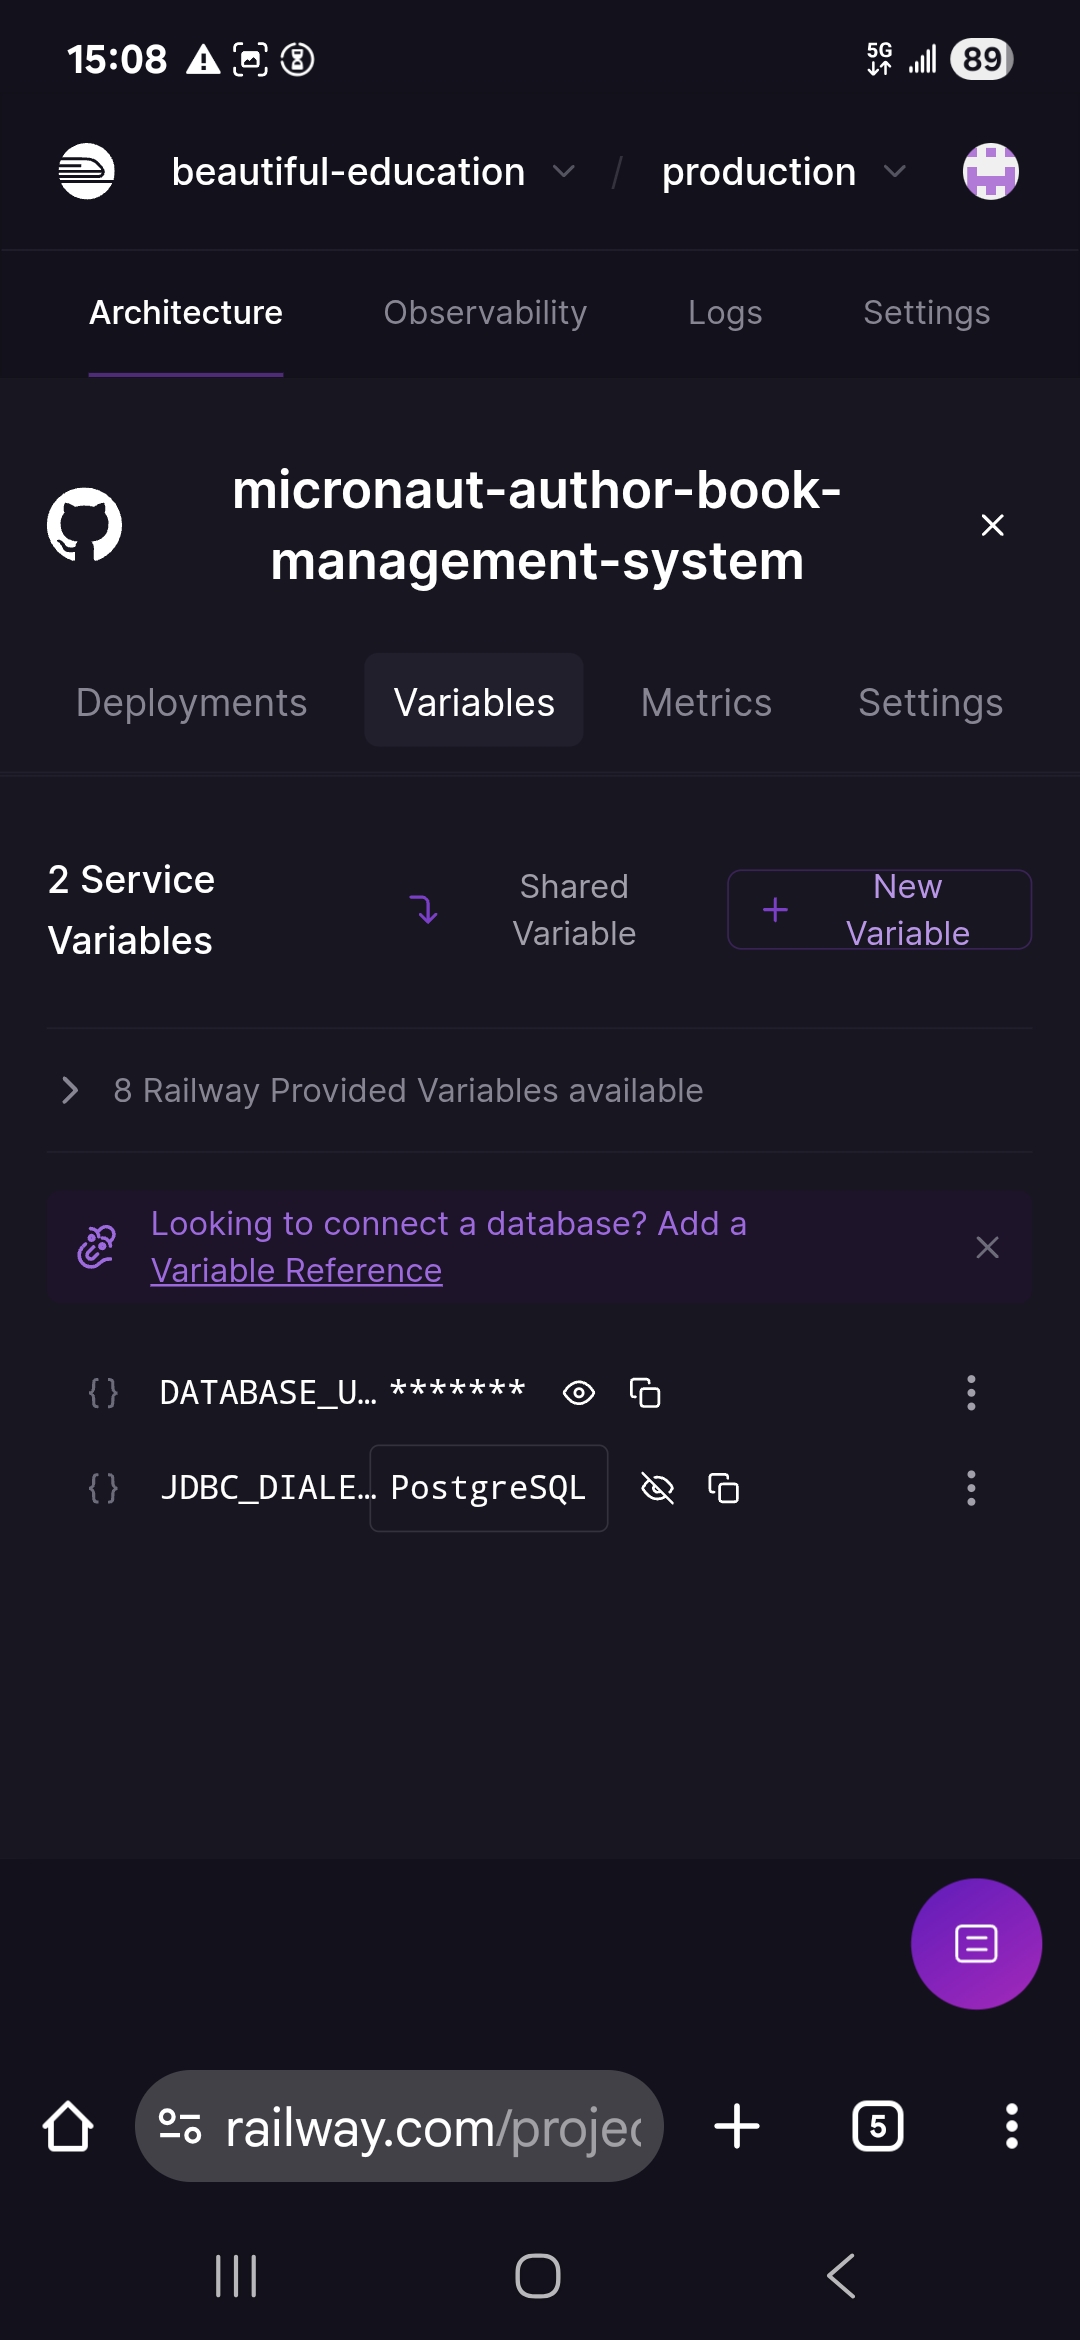 15:08
5G
89
beautiful-education / production
Architecture Observability Logs Settings
micronaut-author-book-
management-system
Deployments Variables Metrics Settings
2 Service
Variables
Shared
Variable
+ New
Variable
8 Railway Provided Variables available
Looking to connect a database? Add a
Variable Reference
{} DATABASE_U... *******
{} JDBC_DIALE... PostgreSQL
railway.com/projec
5